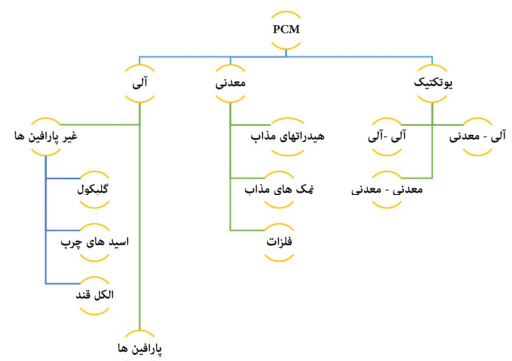 PCM
یوتکتیک
معدنی
آلی
آلی - معدنی
آلی -آلی
هیدراتهای مذاب
غیر پارافین ها
معدنی - معدنی
نمک های مذاب
گلیکول
فلزات
اسید های چرب
الکل قند
پارافین ها